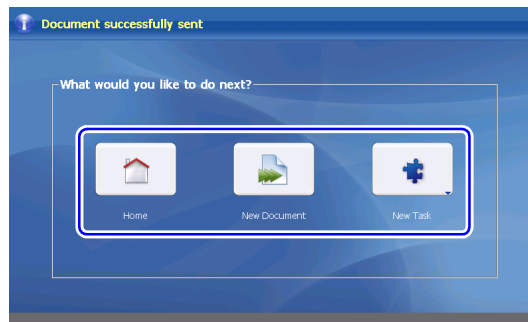 Document successfully sent
What would you like to do next?
Home
New Document
New Task